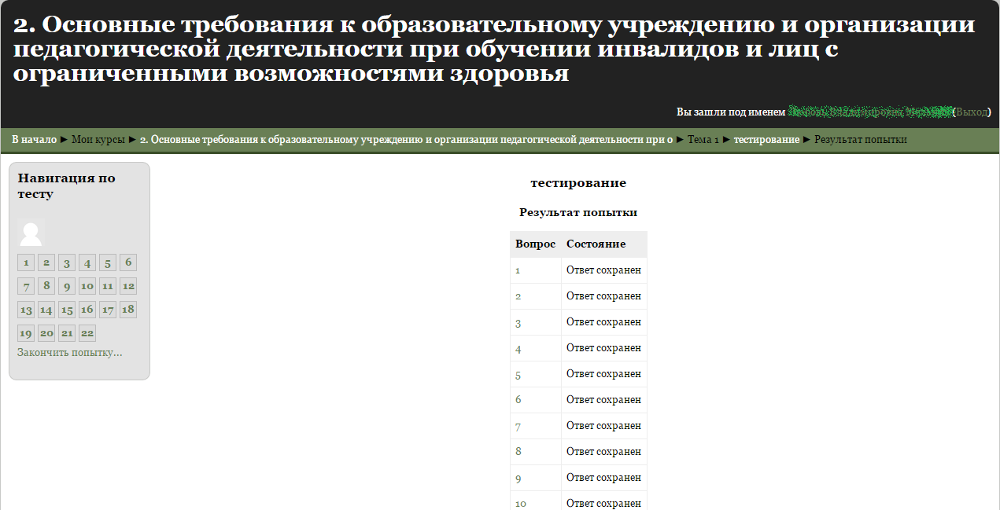 2. Основные требования к образовательному учреждению и организации
педагогической деятельности при обучении инвалидов и лиц с
ограниченными возможностями здоровья
Вы зашли под именем (Выход)
В начало ► Мои курсы ► 2. Основные требования к образовательному учреждению и организации педагогической деятельности при о ► Тема 1 ► тестирование ► Результат попытки
Навигация по
тесту
1 2 3 4 5 6
7 8 9 10 11 12
13 14 15 16 17 18
19 20 21 22
Закончить попытку...
тестирование
Результат попытки
Вопрос Состояние
1 Ответ сохранен
2 Ответ сохранен
3 Ответ сохранен
4 Ответ сохранен
5 Ответ сохранен
6 Ответ сохранен
7 Ответ сохранен
8 Ответ сохранен
9 Ответ сохранен
10 Ответ сохранен